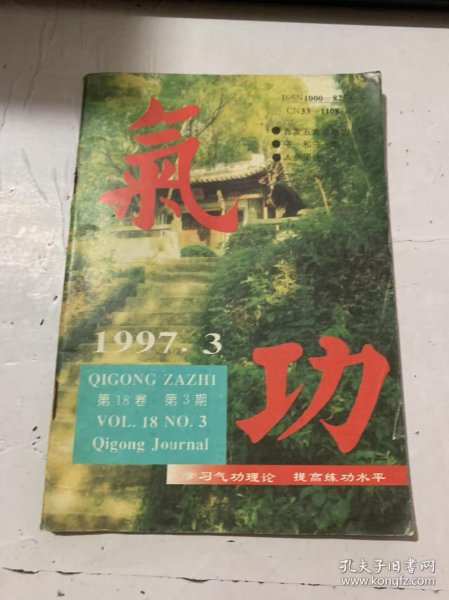 ISSN1000
CN33-1108
氣
功
1997.3
QIGONG ZAZHI
第18卷 第3期
VOL. 18 NO. 3
Qigong Journal
学习气功理论 提高练功水平
孔夫子旧书网
www.kongfz.com